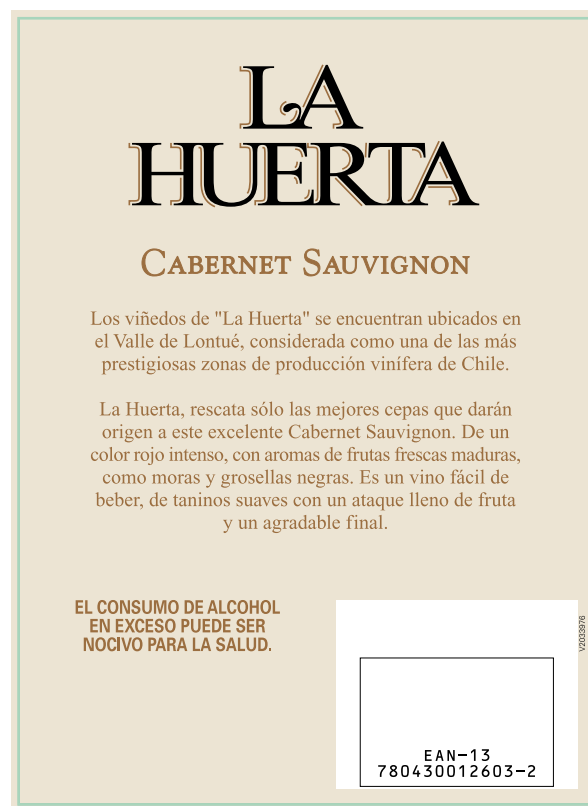 LA
HUERTA
CABERNET SAUVIGNON
Los viñedos de "La Huerta" se encuentran ubicados en
el Valle de Lontué, considerada como una de las más
prestigiosas zonas de producción vinífera de Chile.
La Huerta, rescata sólo las mejores cepas que darán
origen a este excelente Cabernet Sauvignon. De un
color rojo intenso, con aromas de frutas frescas maduras,
como moras y grosellas negras. Es un vino fácil de
beber, de taninos suaves con un ataque lleno de fruta
y un agradable final.
EL CONSUMO DE ALCOHOL
EN EXCESO PUEDE SER
NOCIVO PARA LA SALUD.
V2033976
EAN-13
780430012603-2